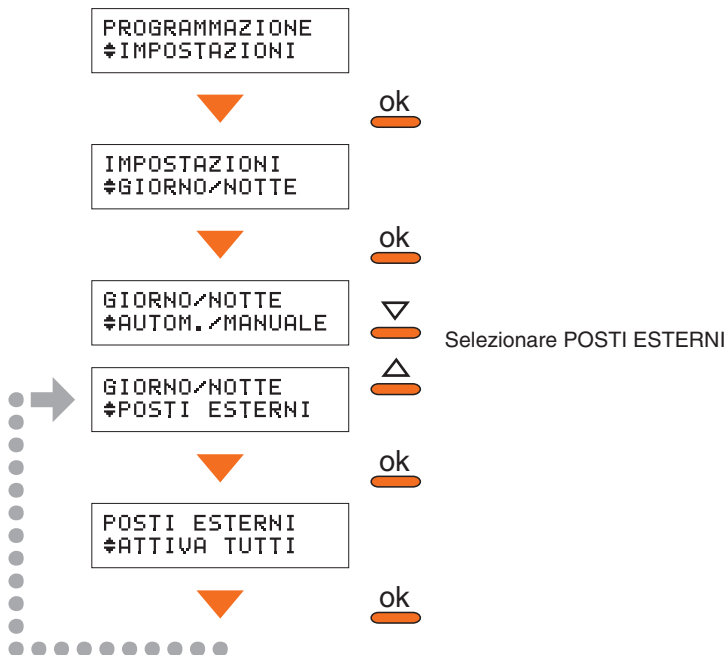 PROGRAMMAZIONE
IMPOSTAZIONI
ok
IMPOSTAZIONI
GIORNO/NOTTE
ok
GIORNO/NOTTE
AUTOM./MANUALE
Selezionare POSTI ESTERNI
GIORNO/NOTTE
POSTI ESTERNI
ok
POSTI ESTERNI
ATTIVA TUTTI
ok